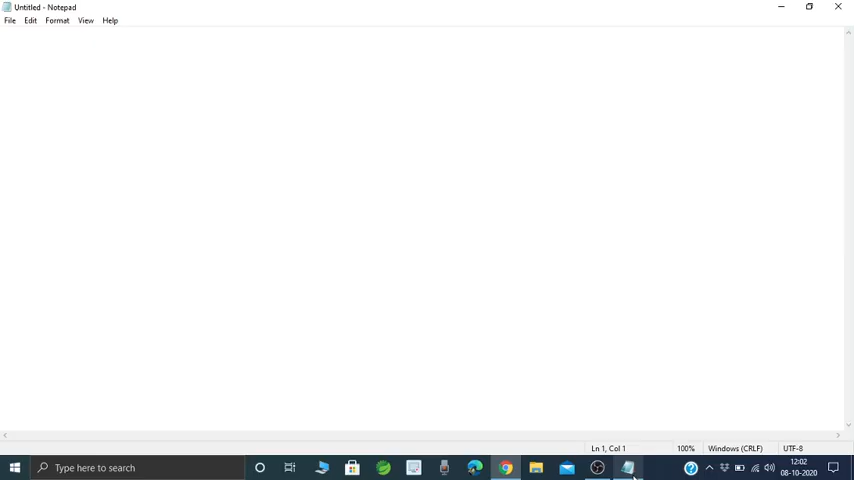 Untitled - Notepad
File Edit Format View Help
Ln 1, Col 1 100% Windows (CRLF) UTF-8
Type here to search
12:02
08-10-2020